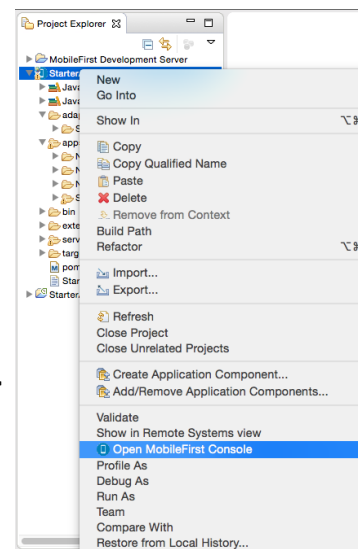 Project Explorer
MobileFirst Development Server
Starter
New
Go Into
Show In
Copy
Copy Qualified Name
Paste
Delete
Remove from Context
Build Path
Refactor
Import...
Export...
Refresh
Close Project
Close Unrelated Projects
Create Application Component...
Add/Remove Application Components...
Validate
Show in Remote Systems view
Open MobileFirst Console
Profile As
Debug As
Run As
Team
Compare With
Restore from Local History...
Java
Java
ada
app
bin
exte
serv
targ
pom
Star
Starter